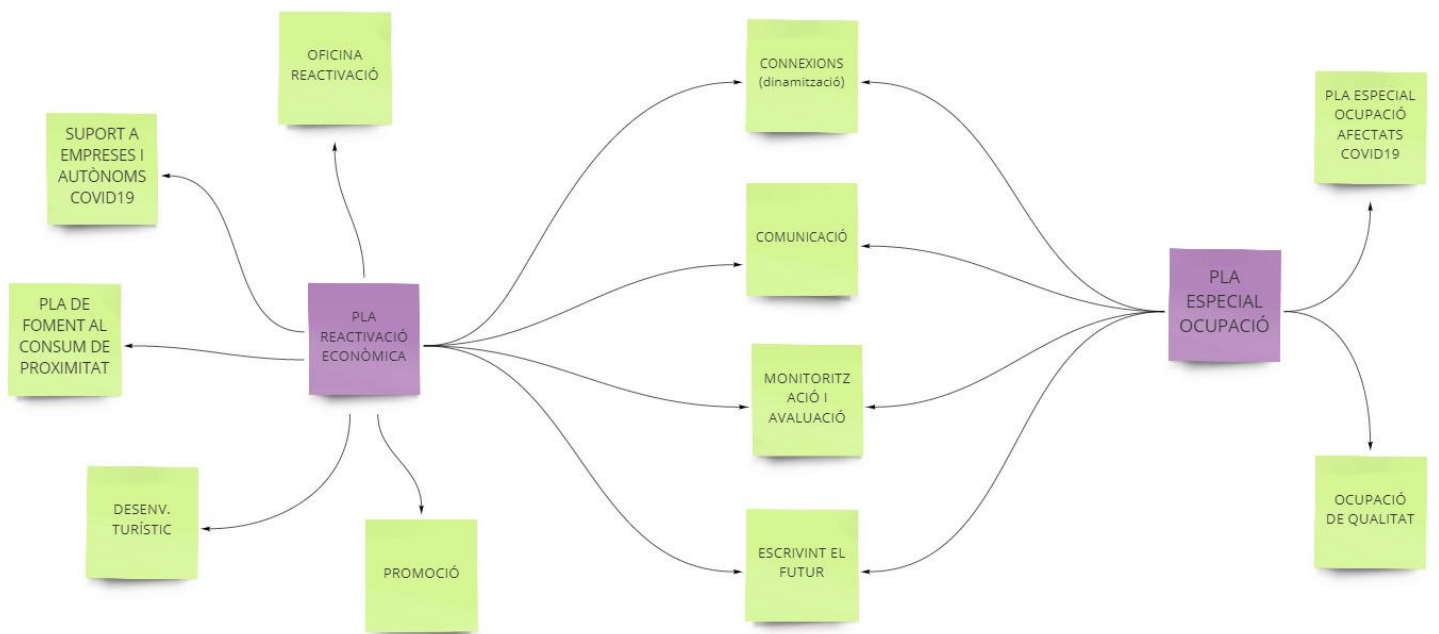 OFICINA
REACTIVACIÓ
SUPORT A
EMPRESES I
AUTÒNOMS
COVID19
PLA DE
FOMENT AL
CONSUM DE
PROXIMITAT
PLA
REACTIVACIÓ
ECONÒMICA
DESENV.
TURÍSTIC
PROMOCIÓ
CONNEXIONS
(dinamització)
COMUNICACIÓ
MONITORITZ
ACIÓ I
AVALUACIÓ
ESCRIVINT EL
FUTUR
PLA
ESPECIAL
OCUPACIÓ
PLA ESPECIAL
OCUPACIÓ
AFECTATS
COVID19
OCUPACIÓ
DE QUALITAT